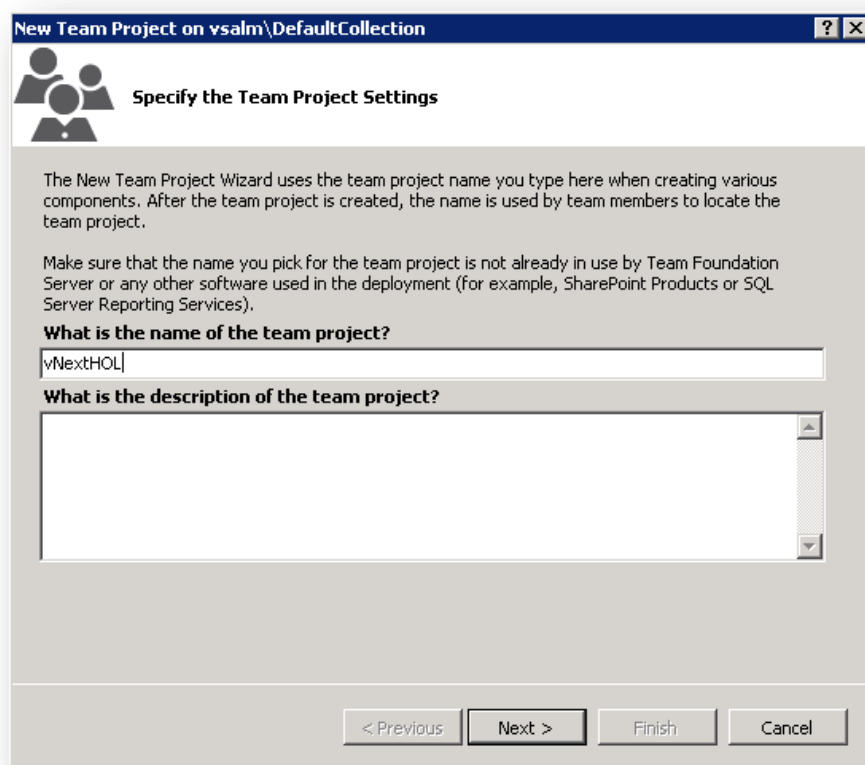 New Team Project on vsalm\DefaultCollection
Specify the Team Project Settings
The New Team Project Wizard uses the team project name you type here when creating various
components. After the team project is created, the name is used by team members to locate the
team project.
Make sure that the name you pick for the team project is not already in use by Team Foundation
Server or any other software used in the deployment (for example, SharePoint Products or SQL
Server Reporting Services).
What is the name of the team project?
vNextHOL
What is the description of the team project?
< Previous Next > Finish Cancel